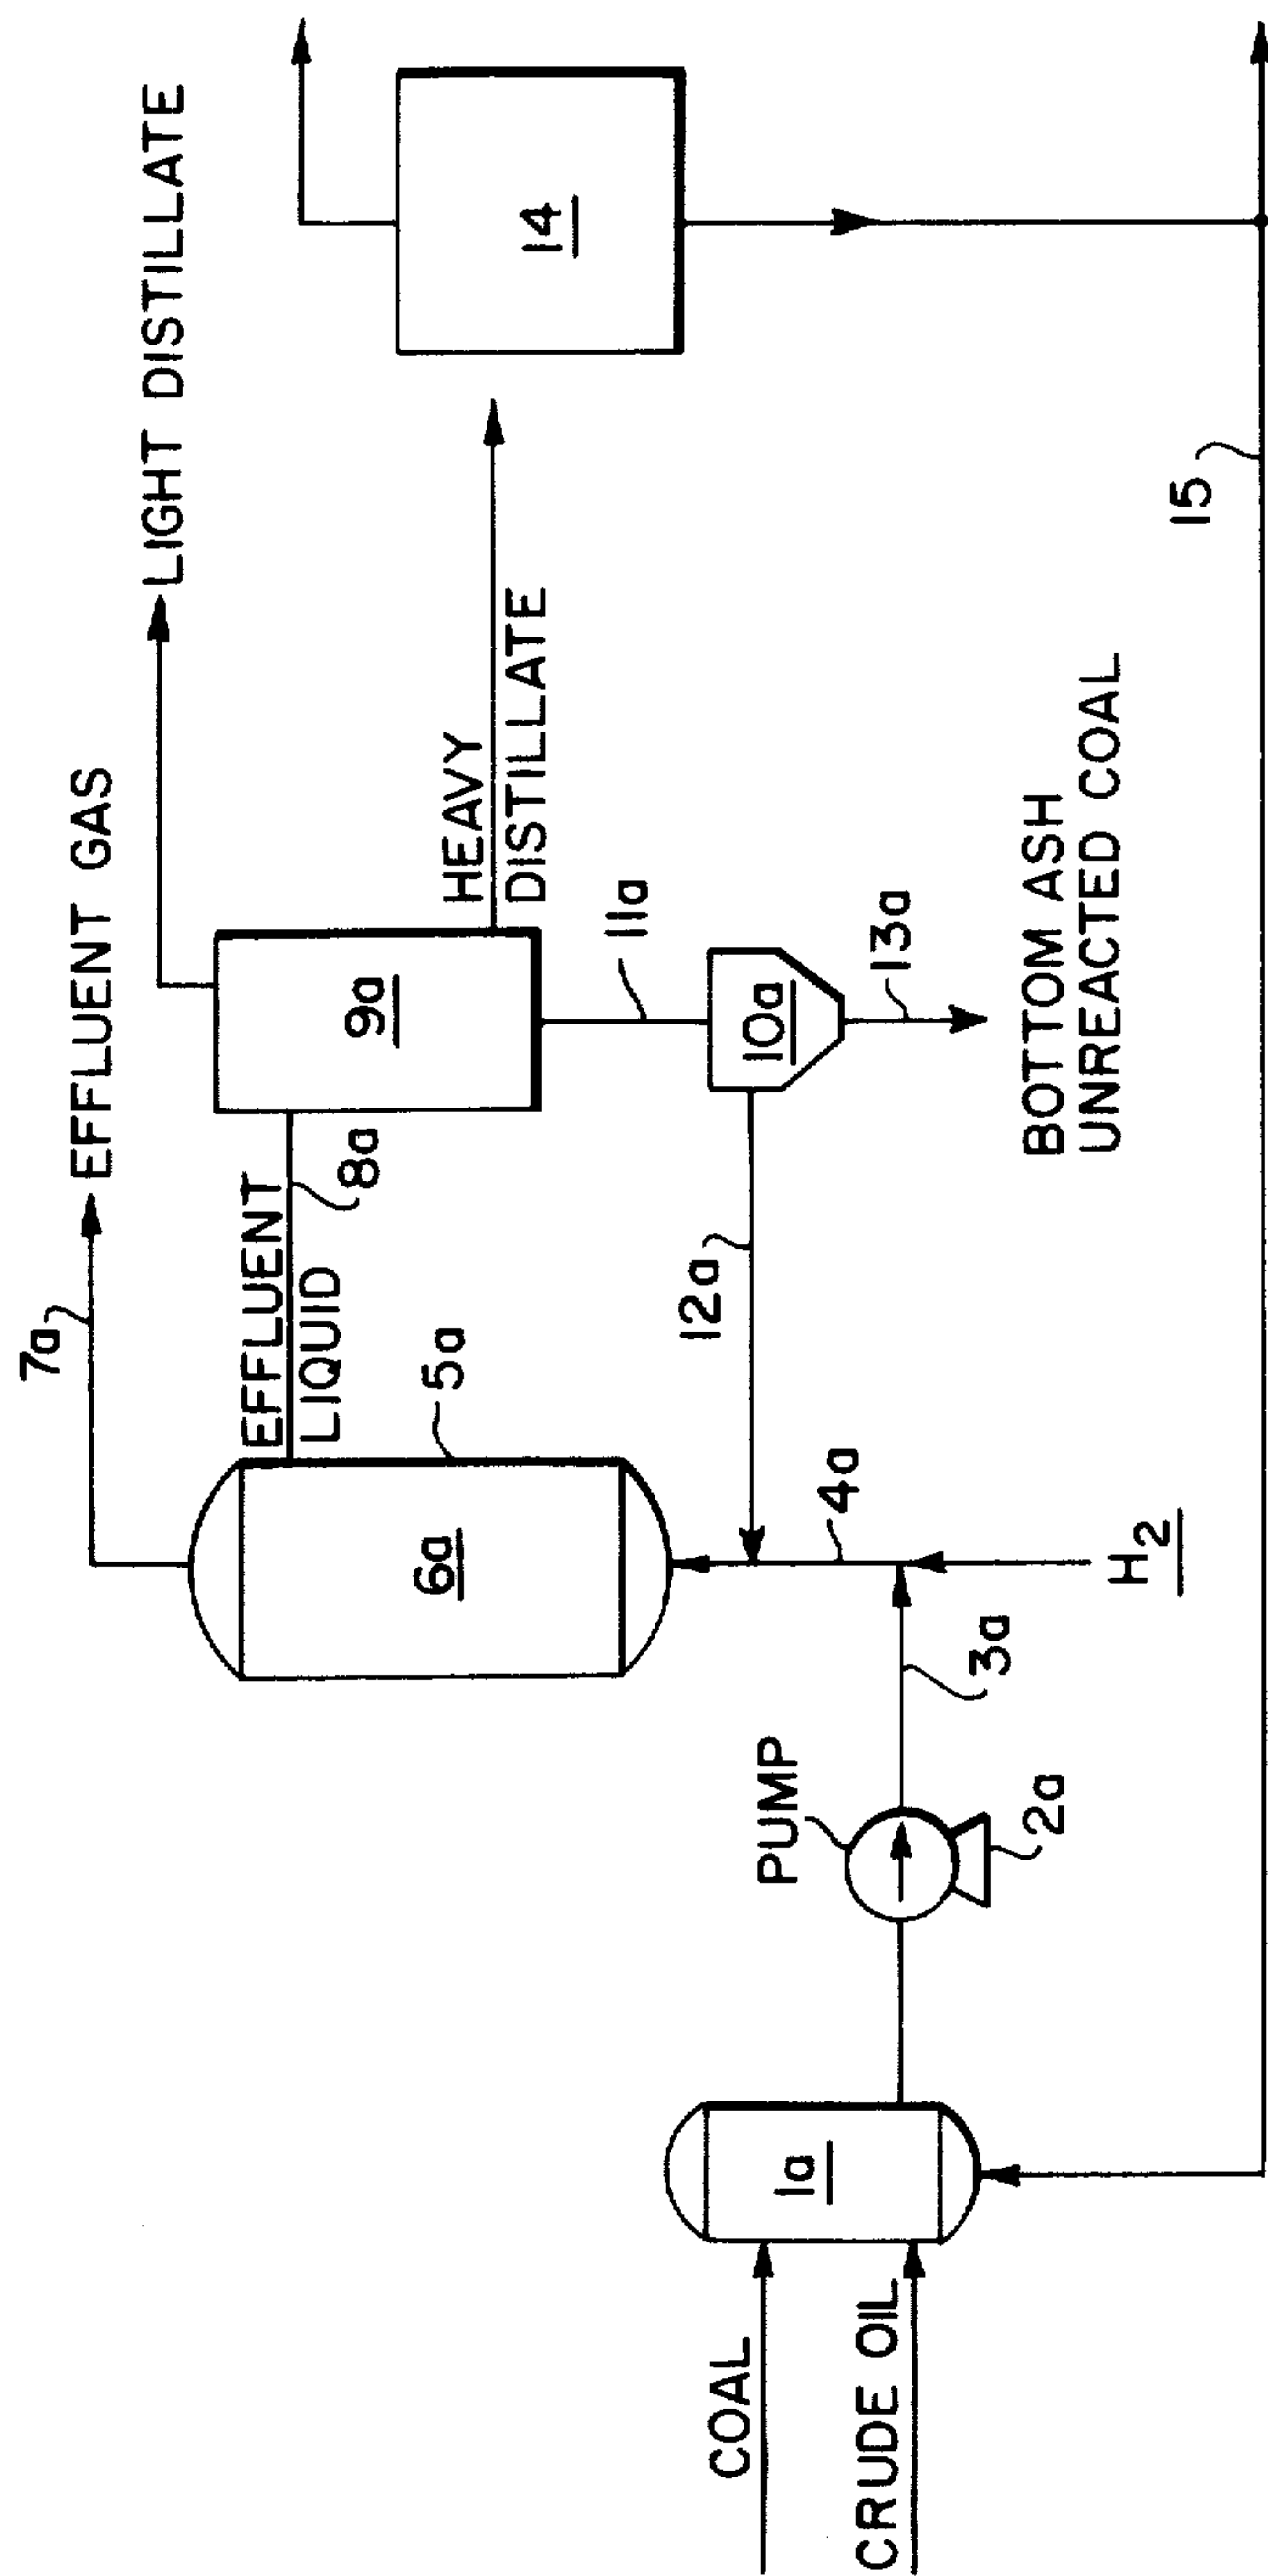 7a
EFFLUENT GAS
LIGHT DISTILLATE
EFFLUENT
LIQUID
8a
9a
14
6a
5a
HEAVY
DISTILLATE
11a
12a
10a
13a
4a
PUMP
3a
H2
2a
BOTTOM ASH
UNREACTED COAL
COAL
1a
CRUDE OIL
15